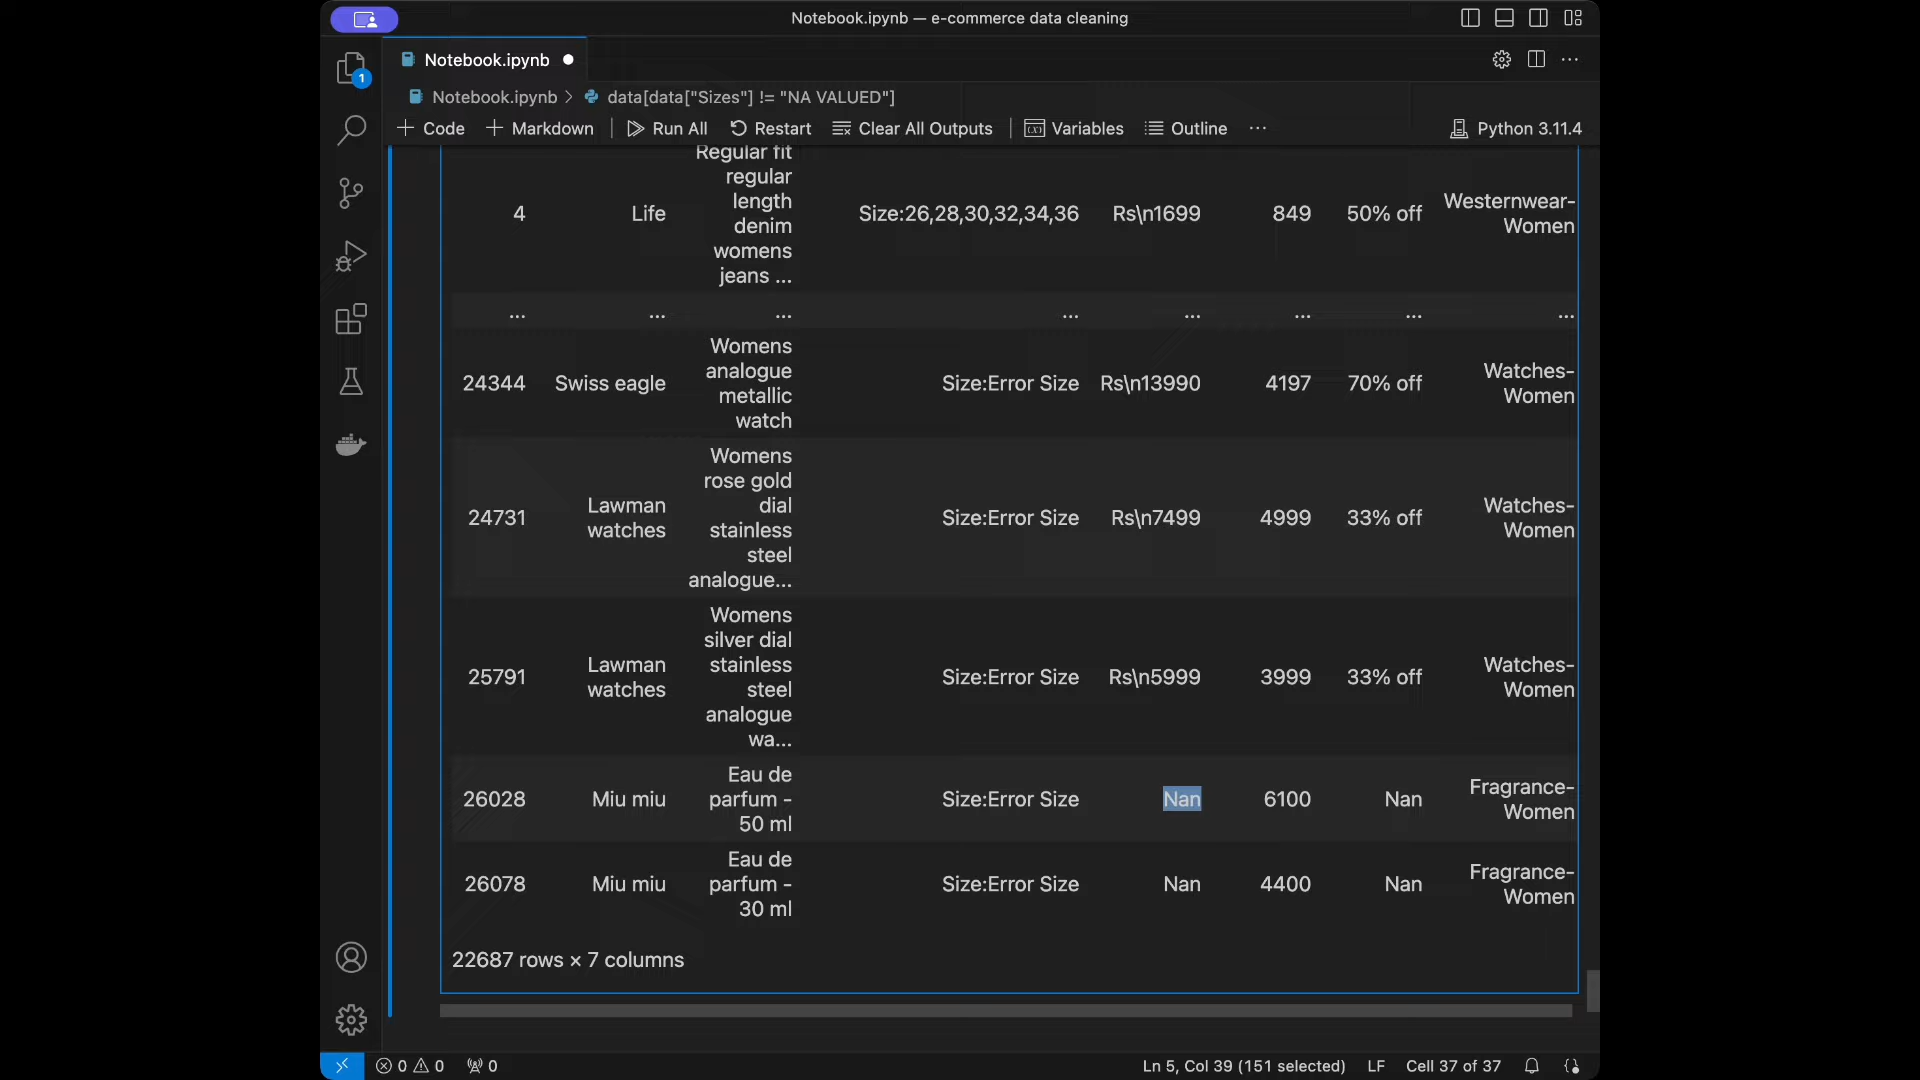 Notebook.ipynb — e-commerce data cleaning
Notebook.ipynb
1
Notebook.ipynb > data[data["Sizes"] != "NA VALUED"]
+ Code + Markdown | Run All Restart Clear All Outputs | Variables Outline ··· Python 3.11.4
Regular fit
regular
length
denim
womens
jeans ...
4 Life Size:26,28,30,32,34,36 Rs\n1699 849 50% off
Westernwear-
Women
... ... ... ... ... ... ... ...
24344 Swiss eagle
Womens
analogue
metallic
watch
Size:Error Size Rs\n13990 4197 70% off
Watches-
Women
24731
Lawman
watches
Womens
rose gold
dial
stainless
steel
analogue...
Size:Error Size Rs\n7499 4999 33% off
Watches-
Women
25791
Lawman
watches
Womens
silver dial
stainless
steel
analogue
wa...
Size:Error Size Rs\n5999 3999 33% off
Watches-
Women
26028 Miu miu
Eau de
parfum -
50 ml
Size:Error Size Nan 6100 Nan
Fragrance-
Women
26078 Miu miu
Eau de
parfum -
30 ml
Size:Error Size Nan 4400 Nan
Fragrance-
Women
22687 rows × 7 columns
0 0 0 Ln 5, Col 39 (151 selected) LF Cell 37 of 37